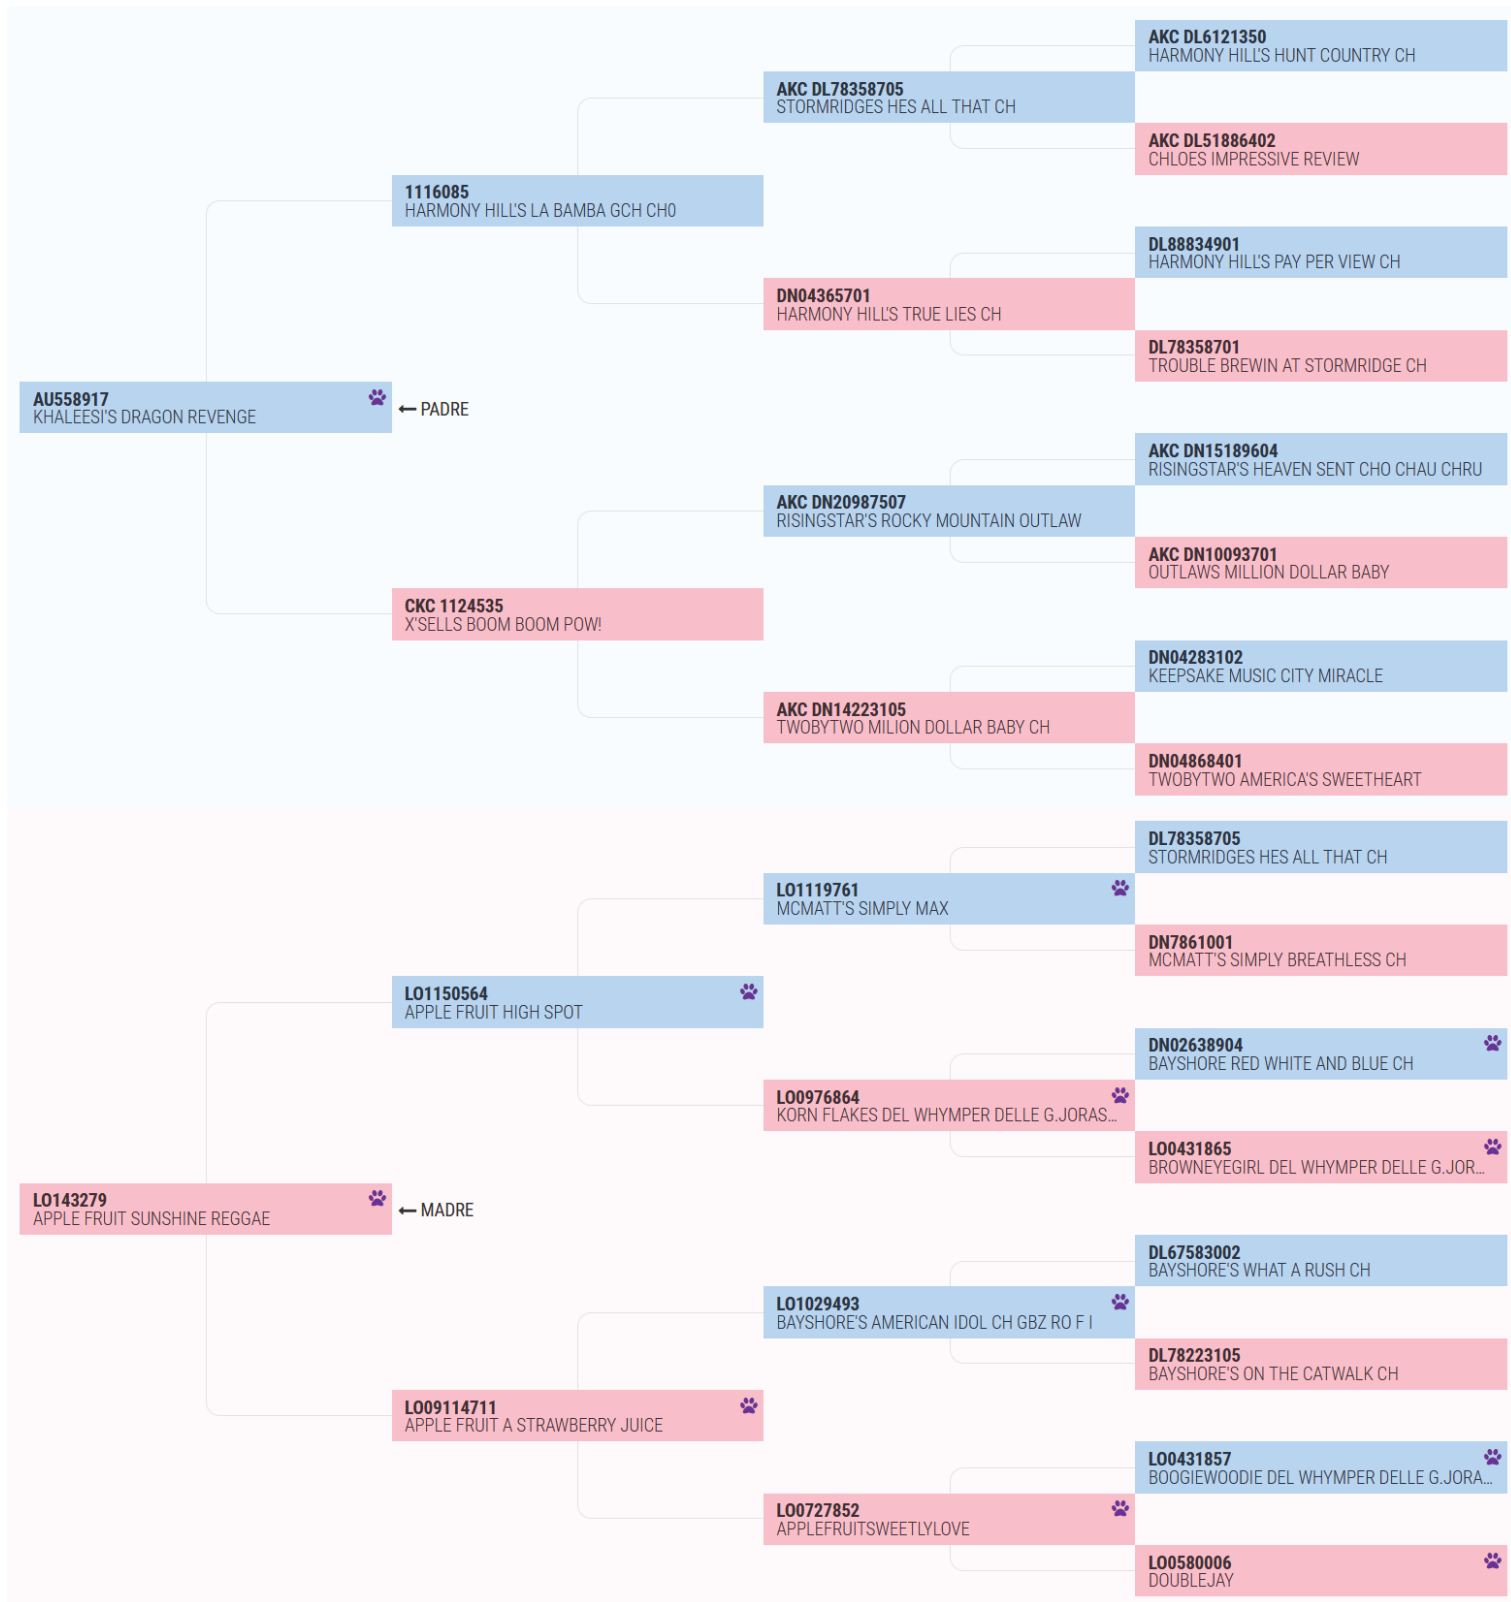 AKC DL6121350
HARMONY HILL'S HUNT COUNTRY CH
AKC DL78358705
STORMRIDGES HES ALL THAT CH
AKC DL51886402
CHLOES IMPRESSIVE REVIEW
1116085
HARMONY HILL'S LA BAMBA GCH CH0
DL88834901
HARMONY HILL'S PAY PER VIEW CH
DN04365701
HARMONY HILL'S TRUE LIES CH
DL78358701
TROUBLE BREWIN AT STORMRIDGE CH
AU558917
KHALEESI'S DRAGON REVENGE
← PADRE
AKC DN15189604
RISINGSTAR'S HEAVEN SENT CHO CHAU CHRU
AKC DN20987507
RISINGSTAR'S ROCKY MOUNTAIN OUTLAW
AKC DN10093701
OUTLAWS MILLION DOLLAR BABY
CKC 1124535
X'SELLS BOOM BOOM POW!
DN04283102
KEEPSAKE MUSIC CITY MIRACLE
AKC DN14223105
TWOBYTWO MILION DOLLAR BABY CH
DN04868401
TWOBYTWO AMERICA'S SWEETHEART
DL78358705
STORMRIDGES HES ALL THAT CH
LO1119761
MCMATT'S SIMPLY MAX
DN7861001
MCMATT'S SIMPLY BREATHLESS CH
LO1150564
APPLE FRUIT HIGH SPOT
DN02638904
BAYSHORE RED WHITE AND BLUE CH
LO0976864
KORN FLAKES DEL WHYMPER DELLE G.JORAS...
LO0431865
BROWNEYEGIRL DEL WHYMPER DELLE G.JOR...
LO143279
APPLE FRUIT SUNSHINE REGGAE
← MADRE
DL67583002
BAYSHORE'S WHAT A RUSH CH
LO1029493
BAYSHORE'S AMERICAN IDOL CH GBZ RO F I
DL78223105
BAYSHORE'S ON THE CATWALK CH
LO09114711
APPLE FRUIT A STRAWBERRY JUICE
LO0431857
BOOGIEWOODIE DEL WHYMPER DELLE G.JORA...
LO0727852
APPLEFRUITSWEETLYLOVE
LO0580006
DOUBLEJAY